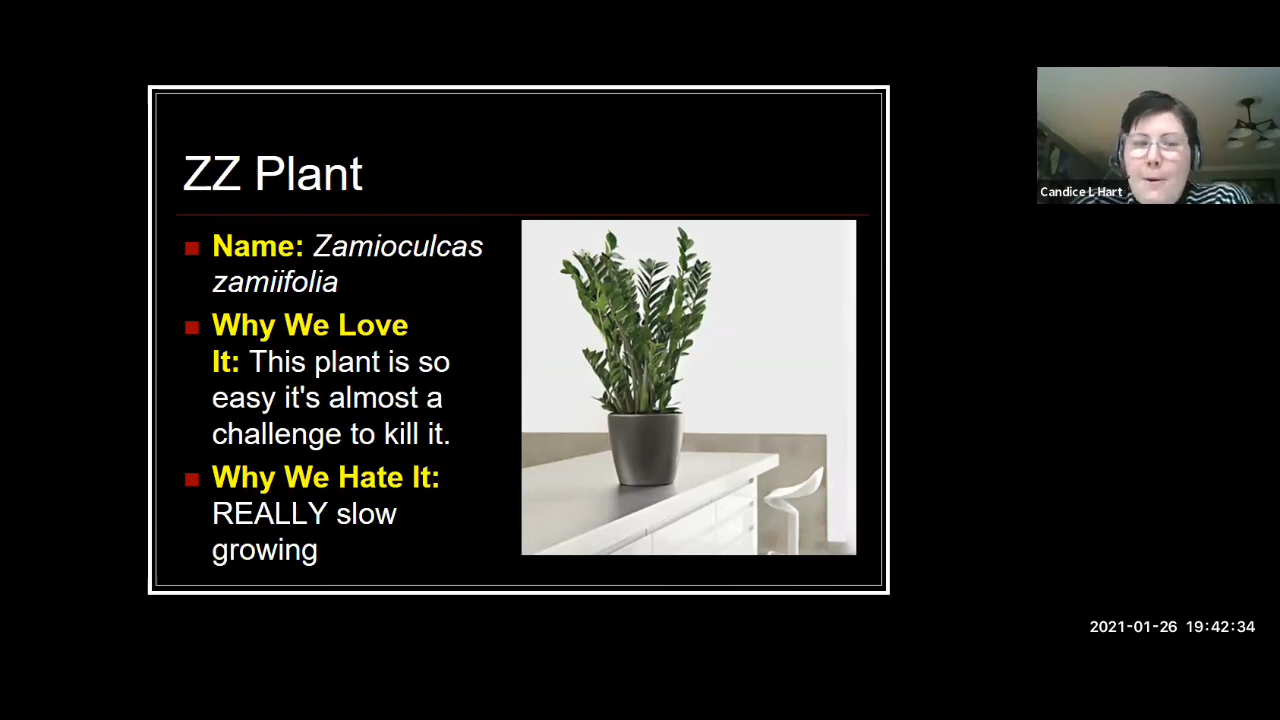 ZZ Plant
Name: Zamioculcas
zamiifolia
Why We Love
It: This plant is so
easy it's almost a
challenge to kill it.
Why We Hate It:
REALLY slow
growing
Candice L Hart
2021-01-26 19:42:34